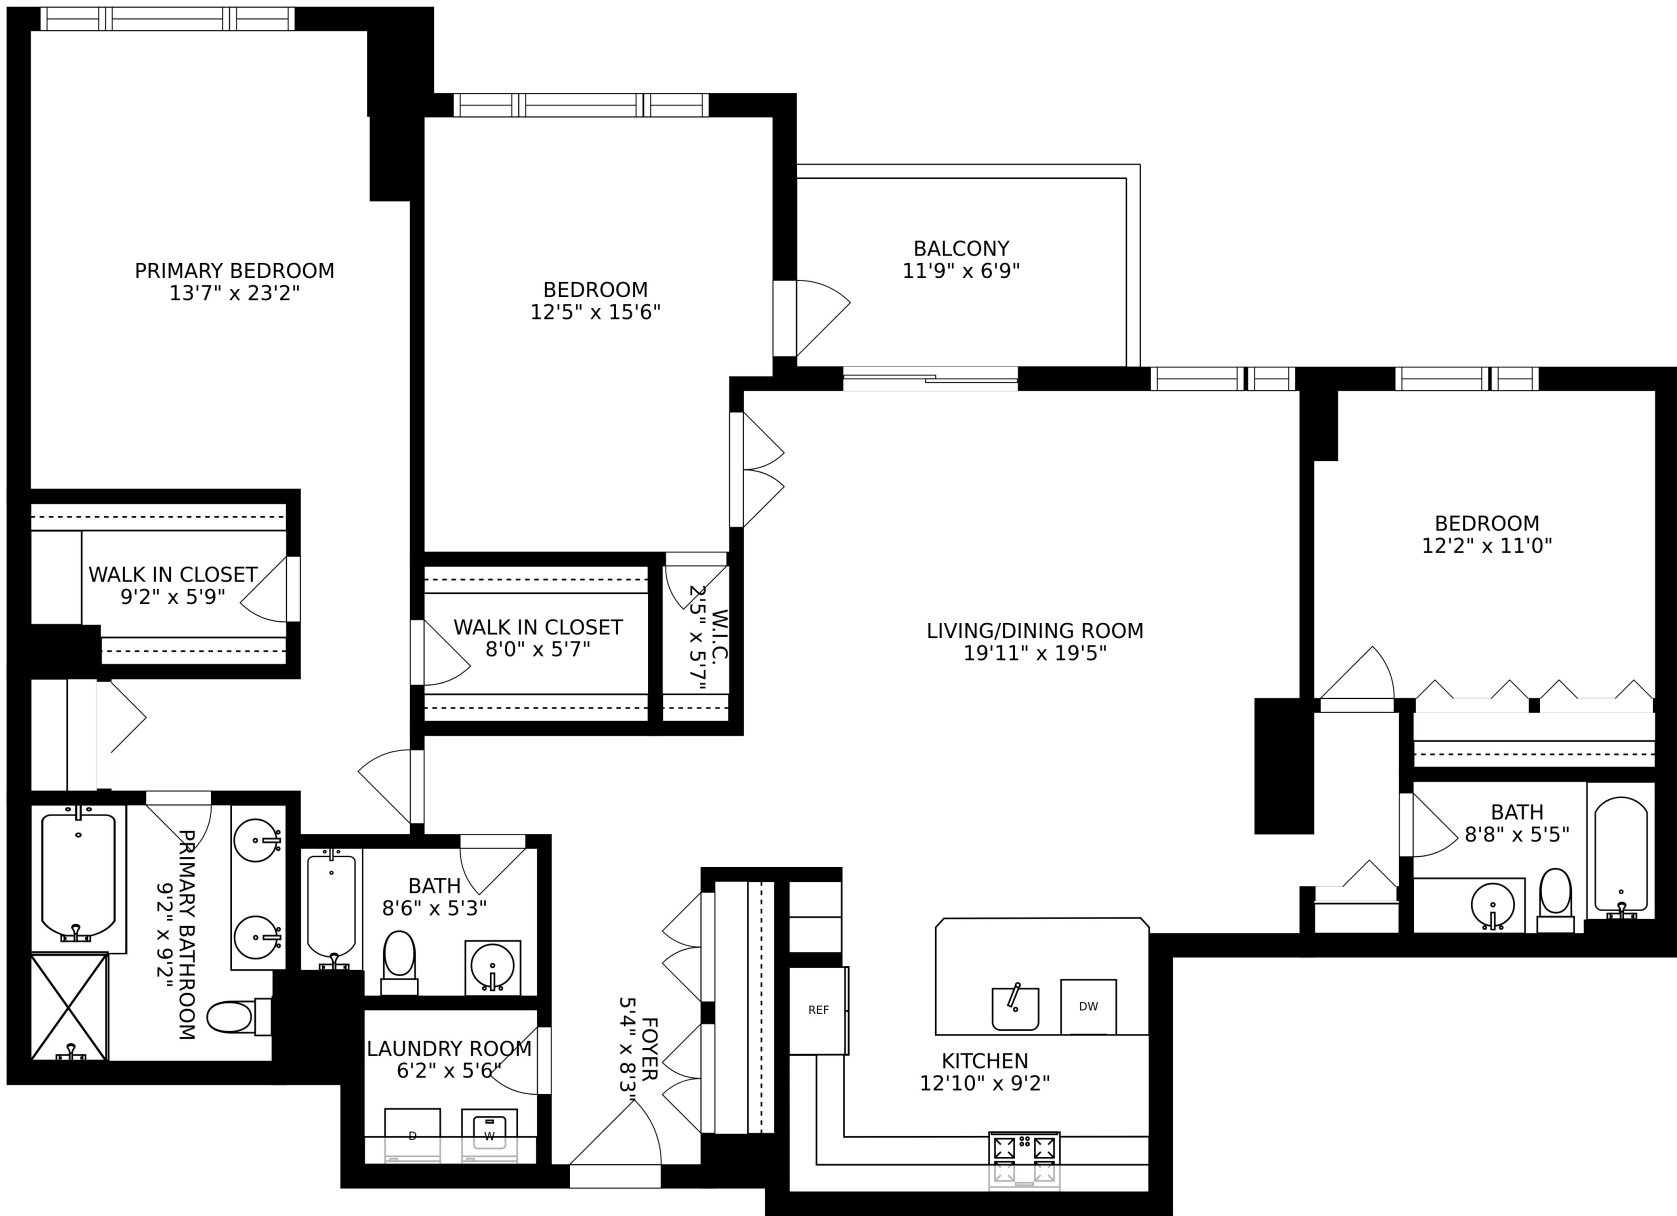 PRIMARY BEDROOM
13'7" x 23'2"
BEDROOM
12'5" x 15'6"
BALCONY
11'9" x 6'9"
BEDROOM
12'2" x 11'0"
WALK IN CLOSET
9'2" x 5'9"
WALK IN CLOSET
8'0" x 5'7"
W.I.C.
2'5" x 5'7"
LIVING/DINING ROOM
19'11" x 19'5"
PRIMARY BATHROOM
9'2" x 9'2"
BATH
8'6" x 5'3"
BATH
8'8" x 5'5"
LAUNDRY ROOM
6'2" x 5'6"
D
W
FOYER
5'4" x 8'3"
REF
DW
KITCHEN
12'10" x 9'2"